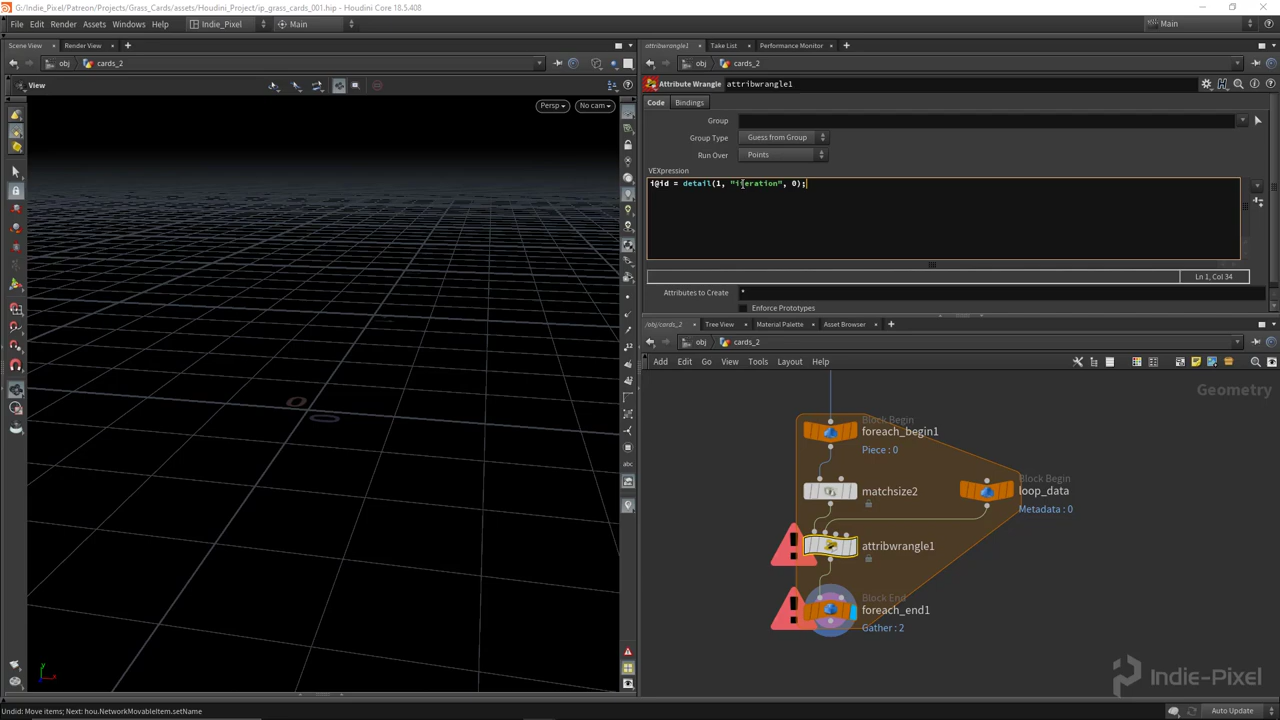 G:/Indie_Pixel/Patreon/Projects/Grass_Cards/assets/Houdini_Project/ip_grass_cards_001.hip - Houdini Core 18.5.408
File Edit Render Assets Windows Help Indie_Pixel Main Main
Scene View Render View
obj cards_2
View
Persp No cam
attribwrangle1 Take List Performance Monitor
obj cards_2
Attribute Wrangle attribwrangle1
Code Bindings
Group
Group Type Guess from Group
Run Over Points
VEXpression
i@id = detail(1, "iteration", 0);
Ln 1, Col 34
Attributes to Create *
Enforce Prototypes
/obj/cards_2 Tree View Material Palette Asset Browser
obj cards_2
Add Edit Go View Tools Layout Help
Geometry
Block Begin
foreach_begin1
Piece : 0
matchsize2
Block Begin
loop_data
Metadata : 0
attribwrangle1
Block End
foreach_end1
Gather : 2
Indie-Pixel
Undid: Move items; Next: hou.NetworkMovableItem.setName
Auto Update